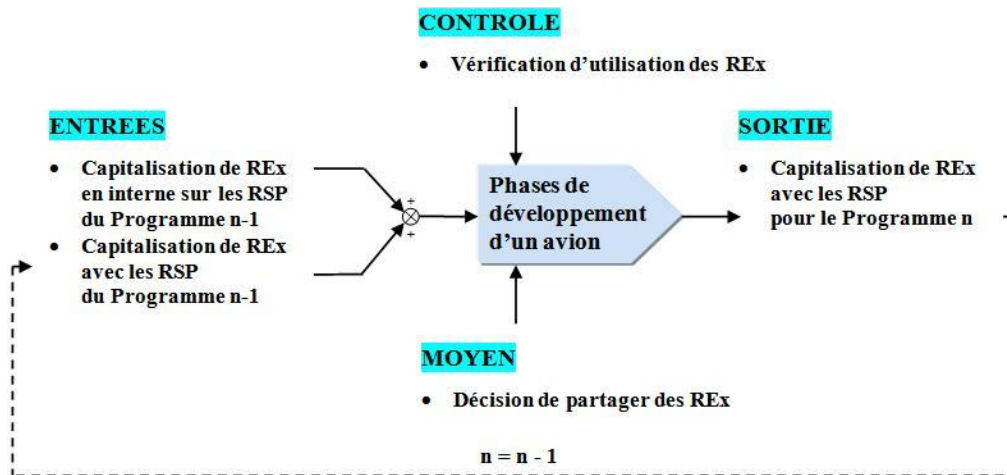 CONTROLE
• Vérification d'utilisation des REx
ENTREES
• Capitalisation de REx
en interne sur les RSP
du Programme n-1
• Capitalisation de REx
avec les RSP
du Programme n-1
+
+
Phases de
développement
d'un avion
SORTIE
• Capitalisation de REx
avec les RSP
pour le Programme n
MOYEN
• Décision de partager des REx
n = n - 1